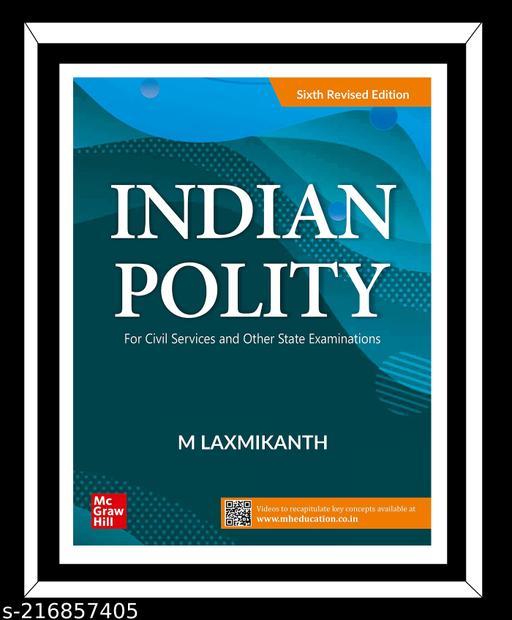 Sixth Revised Edition
INDIAN
POLITY
For Civil Services and Other State Examinations
M LAXMIKANTH
Mc
Graw
Hill
Videos to recapitulate key concepts available at
www.mheducation.co.in
s-216857405